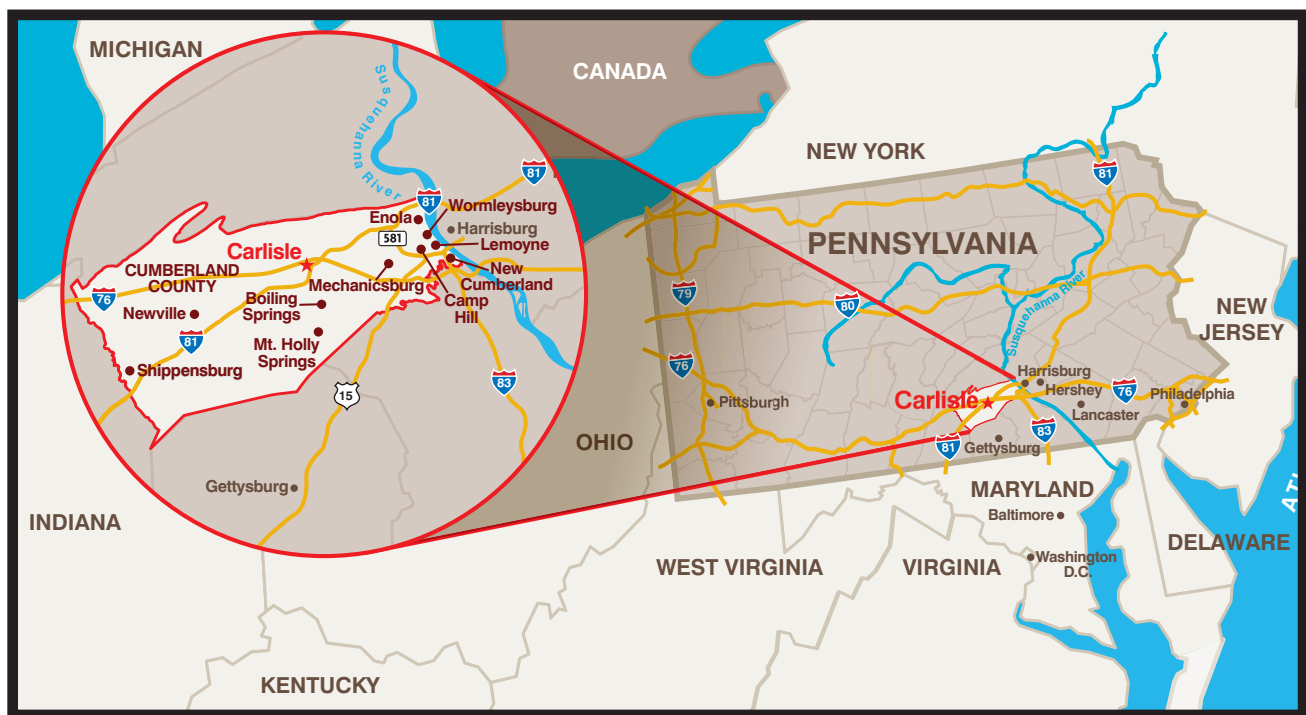 MICHIGAN
CANADA
NEW YORK
Susquehanna River
81
81
81
Wormleysburg
Enola
Harrisburg
581
Lemoyne
Carlisle
New
Cumberland
CUMBERLAND
COUNTY
Mechanicsburg
Camp
Hill
76
Boiling
Springs
Newville
81
Mt. Holly
Springs
Shippensburg
83
15
Gettysburg
PENNSYLVANIA
Susquehanna River
79
80
76
NEW
JERSEY
Harrisburg
Hershey
76
Philadelphia
Carlisle
Lancaster
Pittsburgh
83
81
Gettysburg
OHIO
MARYLAND
Baltimore
INDIANA
DELAWARE
WEST VIRGINIA
VIRGINIA
Washington
D.C.
KENTUCKY